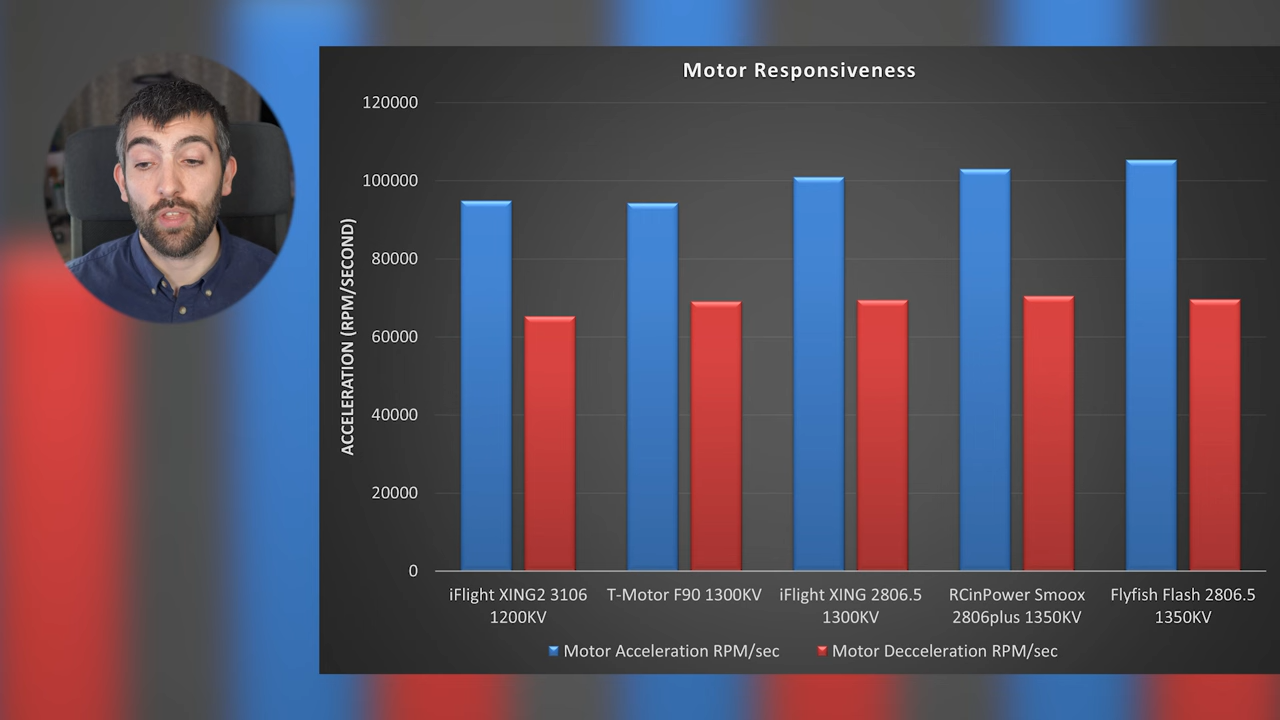 Motor Responsiveness
120000
100000
80000
60000
40000
20000
0
ACCELERATION (RPM/SECOND)
iFlight XING2 3106
1200KV
T-Motor F90 1300KV
iFlight XING 2806.5
1300KV
RCinPower Smoox
2806plus 1350KV
Flyfish Flash 2806.5
1350KV
Motor Acceleration RPM/sec
Motor Decceleration RPM/sec